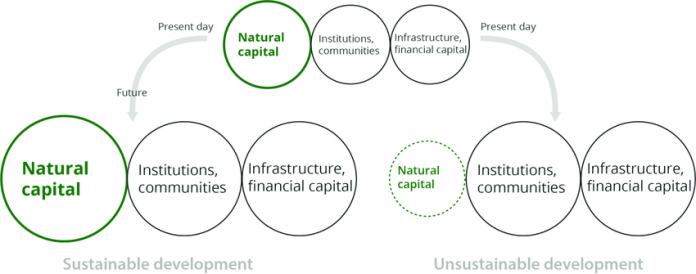 Present day
Present day
Natural
capital
Institutions,
communities
Infrastructure,
financial capital
Future
Natural
capital
Institutions,
communities
Infrastructure,
financial capital
Natural
capital
Institutions,
communities
Infrastructure,
financial capital
Sustainable development
Unsustainable development